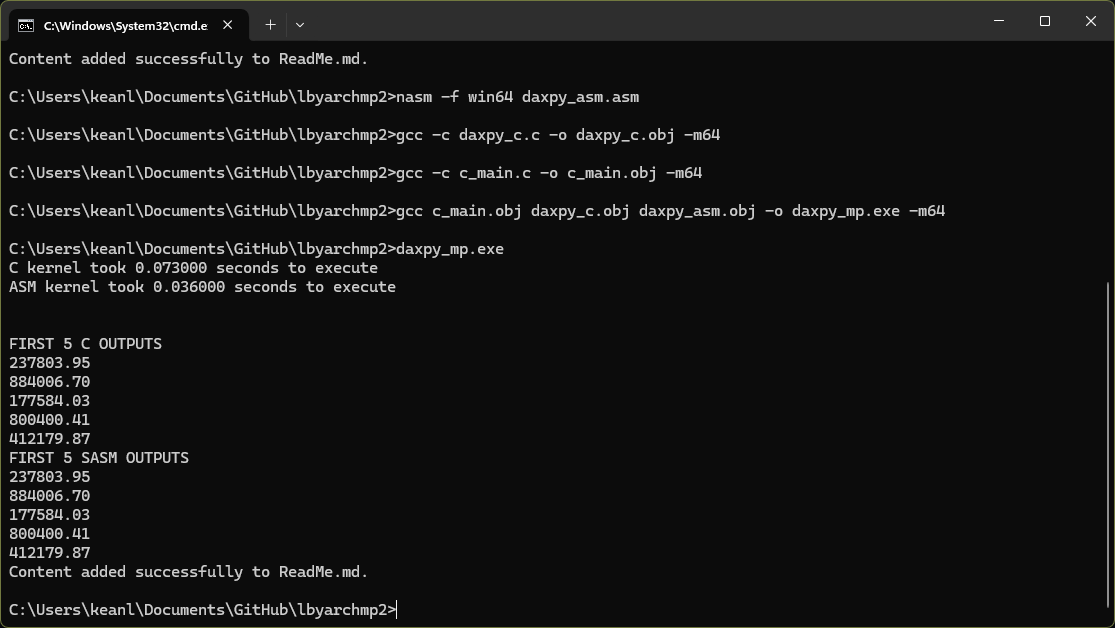 C:\Windows\System32\cmd.e
Content added successfully to ReadMe.md.
C:\Users\keanl\Documents\GitHub\lbyarchmp2>nasm -f win64 daxpy_asm.asm
C:\Users\keanl\Documents\GitHub\lbyarchmp2>gcc -c daxpy_c.c -o daxpy_c.obj -m64
C:\Users\keanl\Documents\GitHub\lbyarchmp2>gcc -c c_main.c -o c_main.obj -m64
C:\Users\keanl\Documents\GitHub\lbyarchmp2>gcc c_main.obj daxpy_c.obj daxpy_asm.obj -o daxpy_mp.exe -m64
C:\Users\keanl\Documents\GitHub\lbyarchmp2>daxpy_mp.exe
C kernel took 0.073000 seconds to execute
ASM kernel took 0.036000 seconds to execute
FIRST 5 C OUTPUTS
237803.95
884006.70
177584.03
800400.41
412179.87
FIRST 5 SASM OUTPUTS
237803.95
884006.70
177584.03
800400.41
412179.87
Content added successfully to ReadMe.md.
C:\Users\keanl\Documents\GitHub\lbyarchmp2>